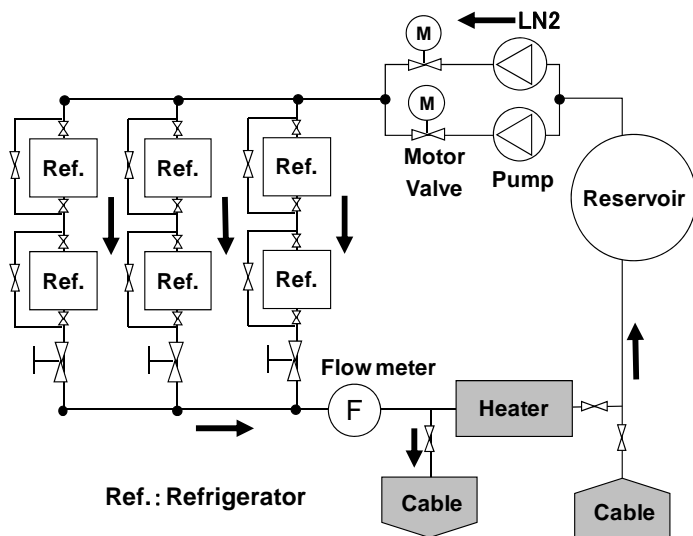 LN2
M
M
Motor
Valve
Pump
Reservoir
Ref.
Ref.
Ref.
Ref.
Ref.
Ref.
Flow meter
F
Heater
Cable
Cable
Ref.: Refrigerator